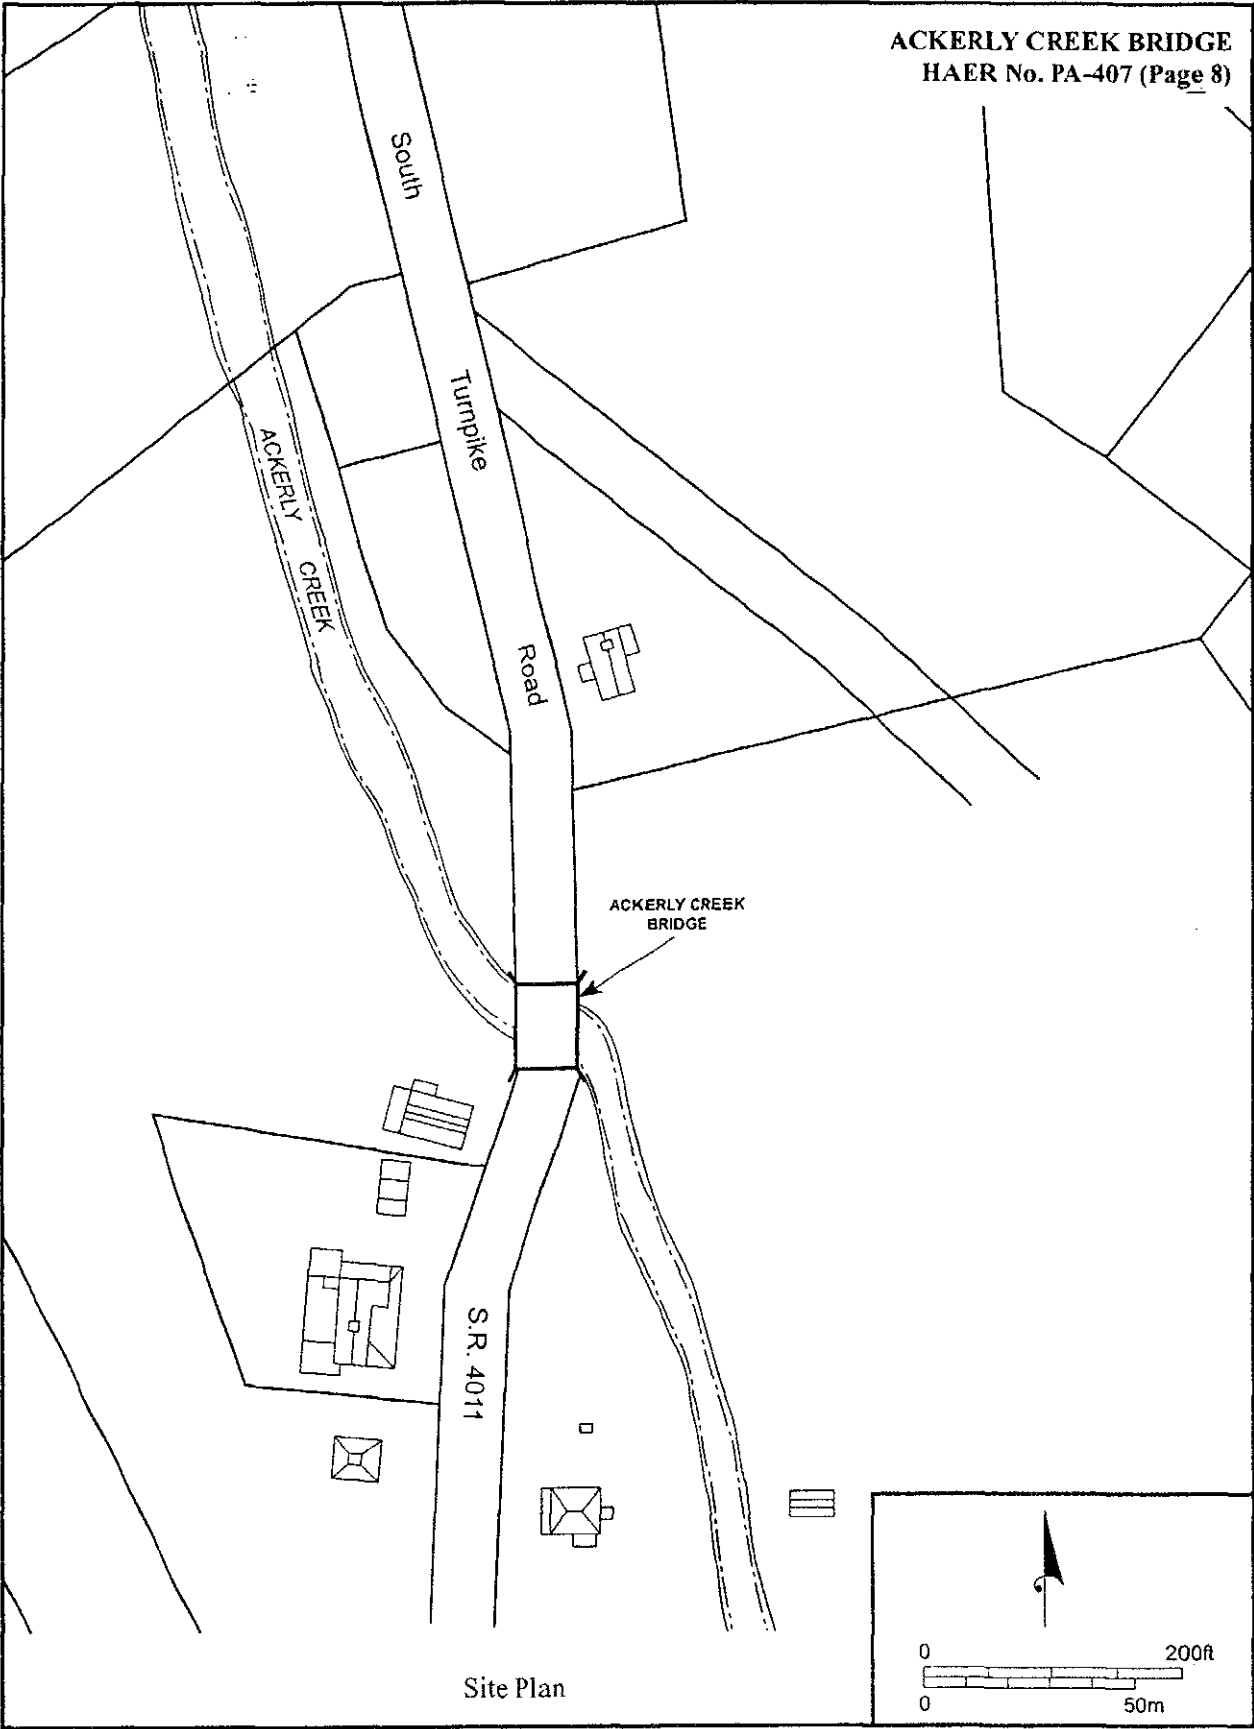 ACKERLY CREEK BRIDGE
HAER No. PA-407 (Page 8)
South
Turnpike
Road
ACKERLY CREEK
ACKERLY CREEK
BRIDGE
S.R. 4011
0 200ft
0 50m
Site Plan